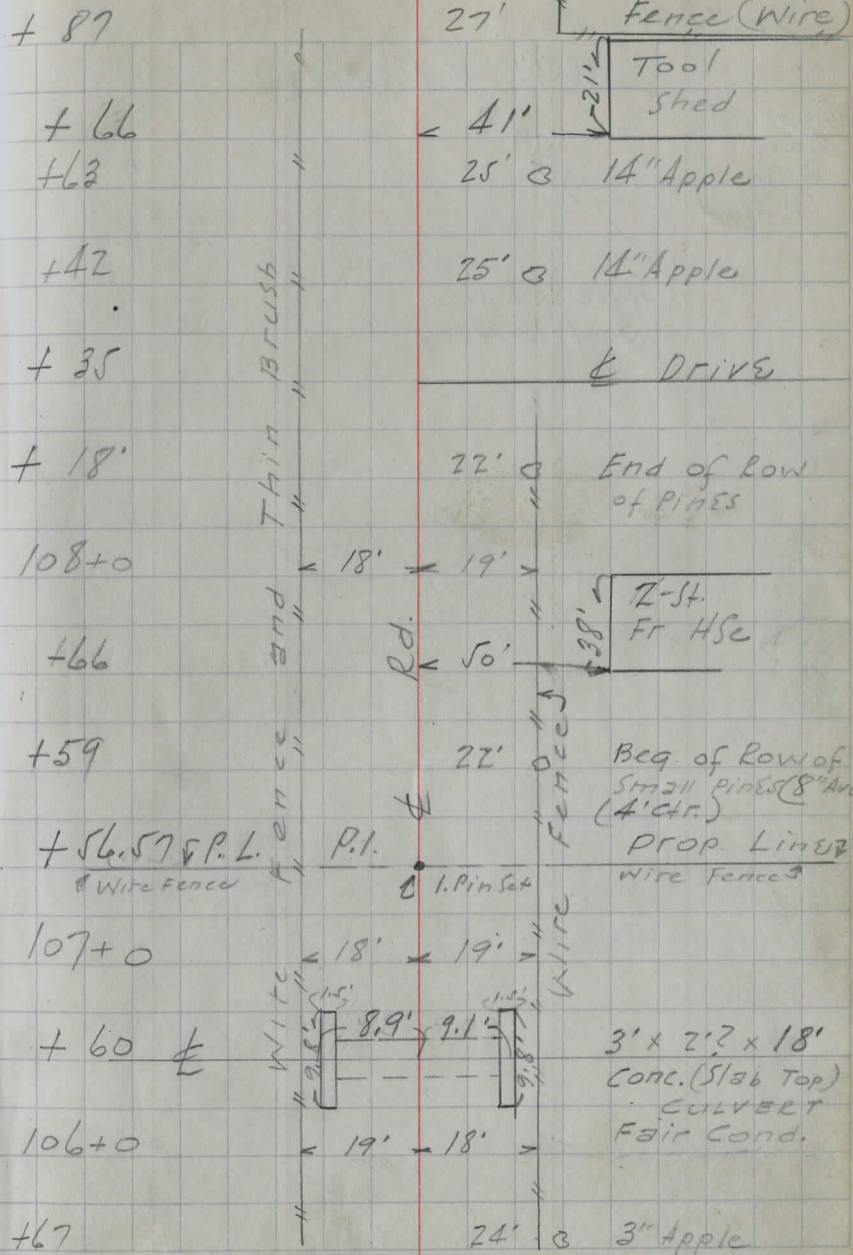 + 87 27' Fence (Wire)
21' Tool
Shed
+ 66 41'
+63 25' 14" Apple
+42 25' 14" Apple
+ 35 ℄ Drive
+ 18' 22' End of Row
of Pines
108+0 18' 19'
2-St.
Fr HSe
38'
+66 50'
Rd.
℄
+59 22' Beg. of Row of
Small Pines (8" Ave
(4' Ctr.)
+56.57 P.L. P.I. Prop. Line
Wire Fence I. Pin Set Wire Fence
Wire Fence and Thin Brush
Wire Fence
107+0 18' 19'
1.5' 1.5'
+ 60 ℄ 9.8' 8.9' 9.1' 9.8' 3' x 2'? x 18'
Conc. (Slab Top)
CULVERT
Fair Cond.
106+0 19' 18'
+67 24' 3" Apple